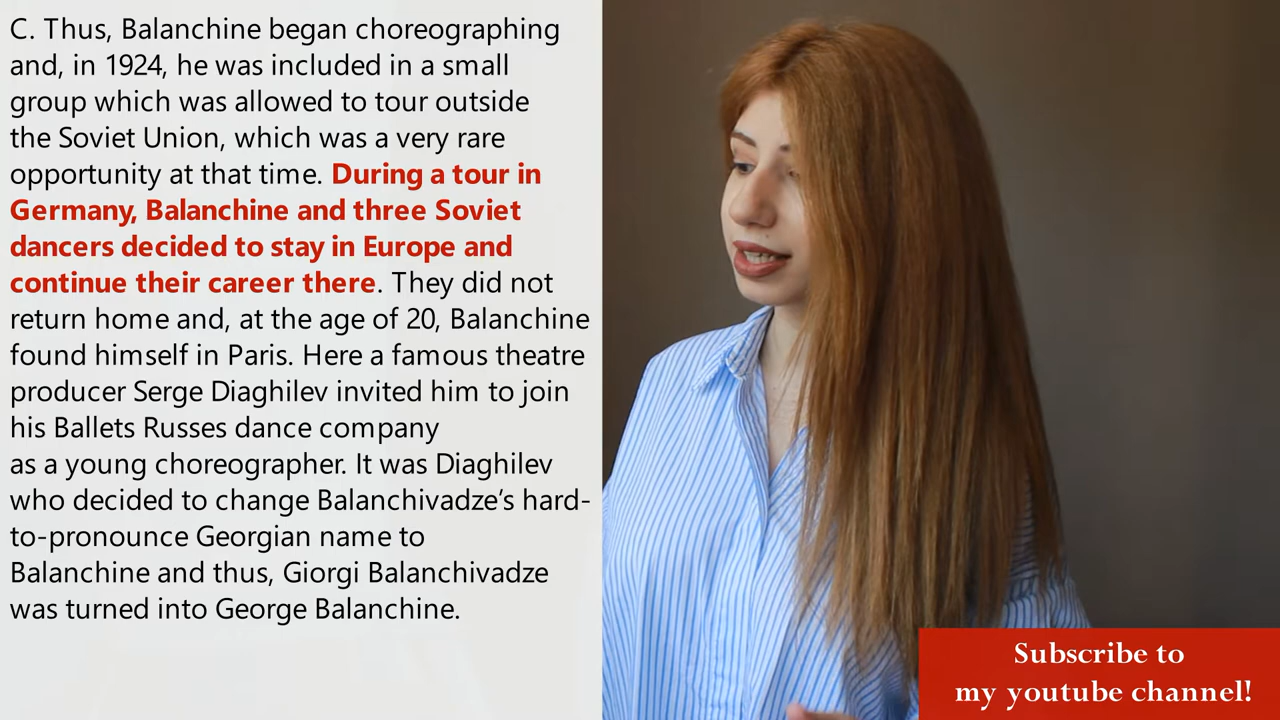 C. Thus, Balanchine began choreographing
and, in 1924, he was included in a small
group which was allowed to tour outside
the Soviet Union, which was a very rare
opportunity at that time. During a tour in
Germany, Balanchine and three Soviet
dancers decided to stay in Europe and
continue their career there. They did not
return home and, at the age of 20, Balanchine
found himself in Paris. Here a famous theatre
producer Serge Diaghilev invited him to join
his Ballets Russes dance company
as a young choreographer. It was Diaghilev
who decided to change Balanchivadze’s hard-
to-pronounce Georgian name to
Balanchine and thus, Giorgi Balanchivadze
was turned into George Balanchine.
Subscribe to
my youtube channel!